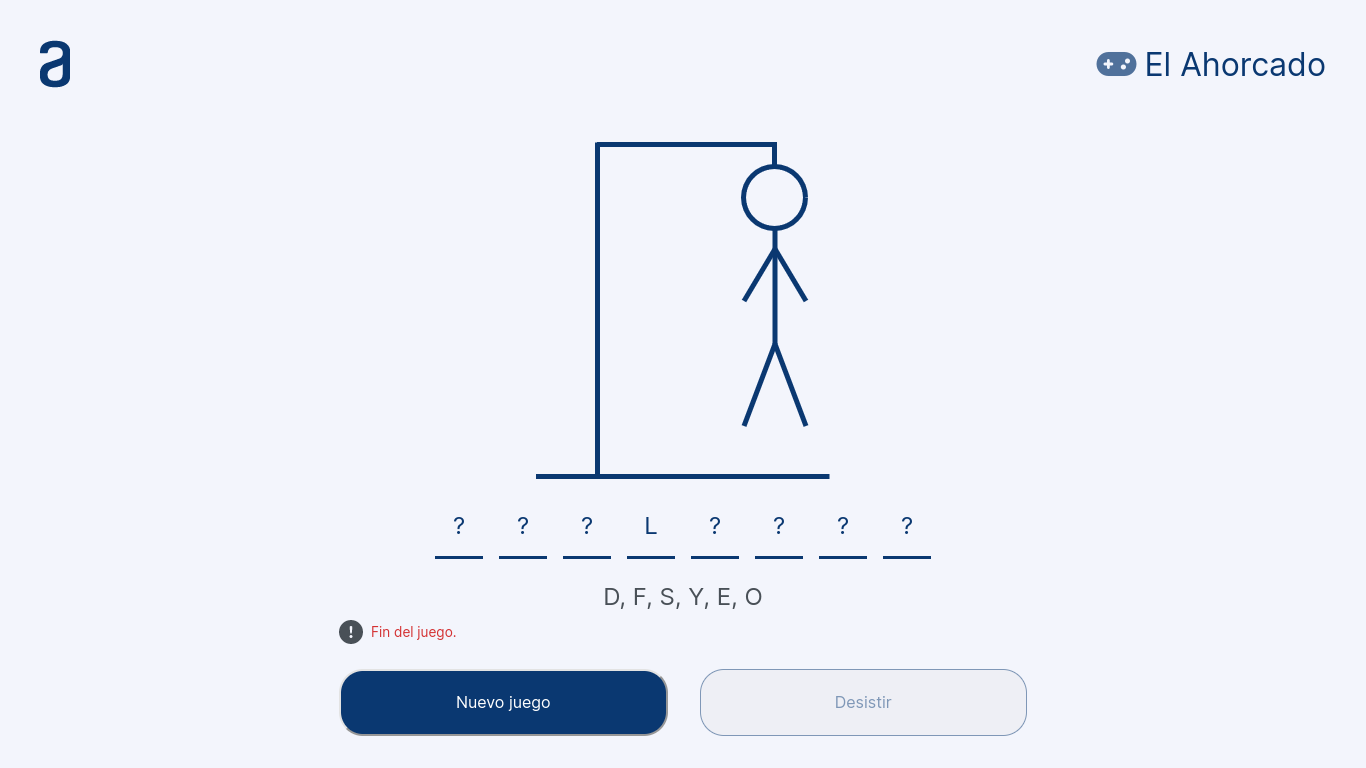 a
El Ahorcado
? ? ? L ? ? ? ?
D, F, S, Y, E, O
! Fin del juego.
Nuevo juego
Desistir